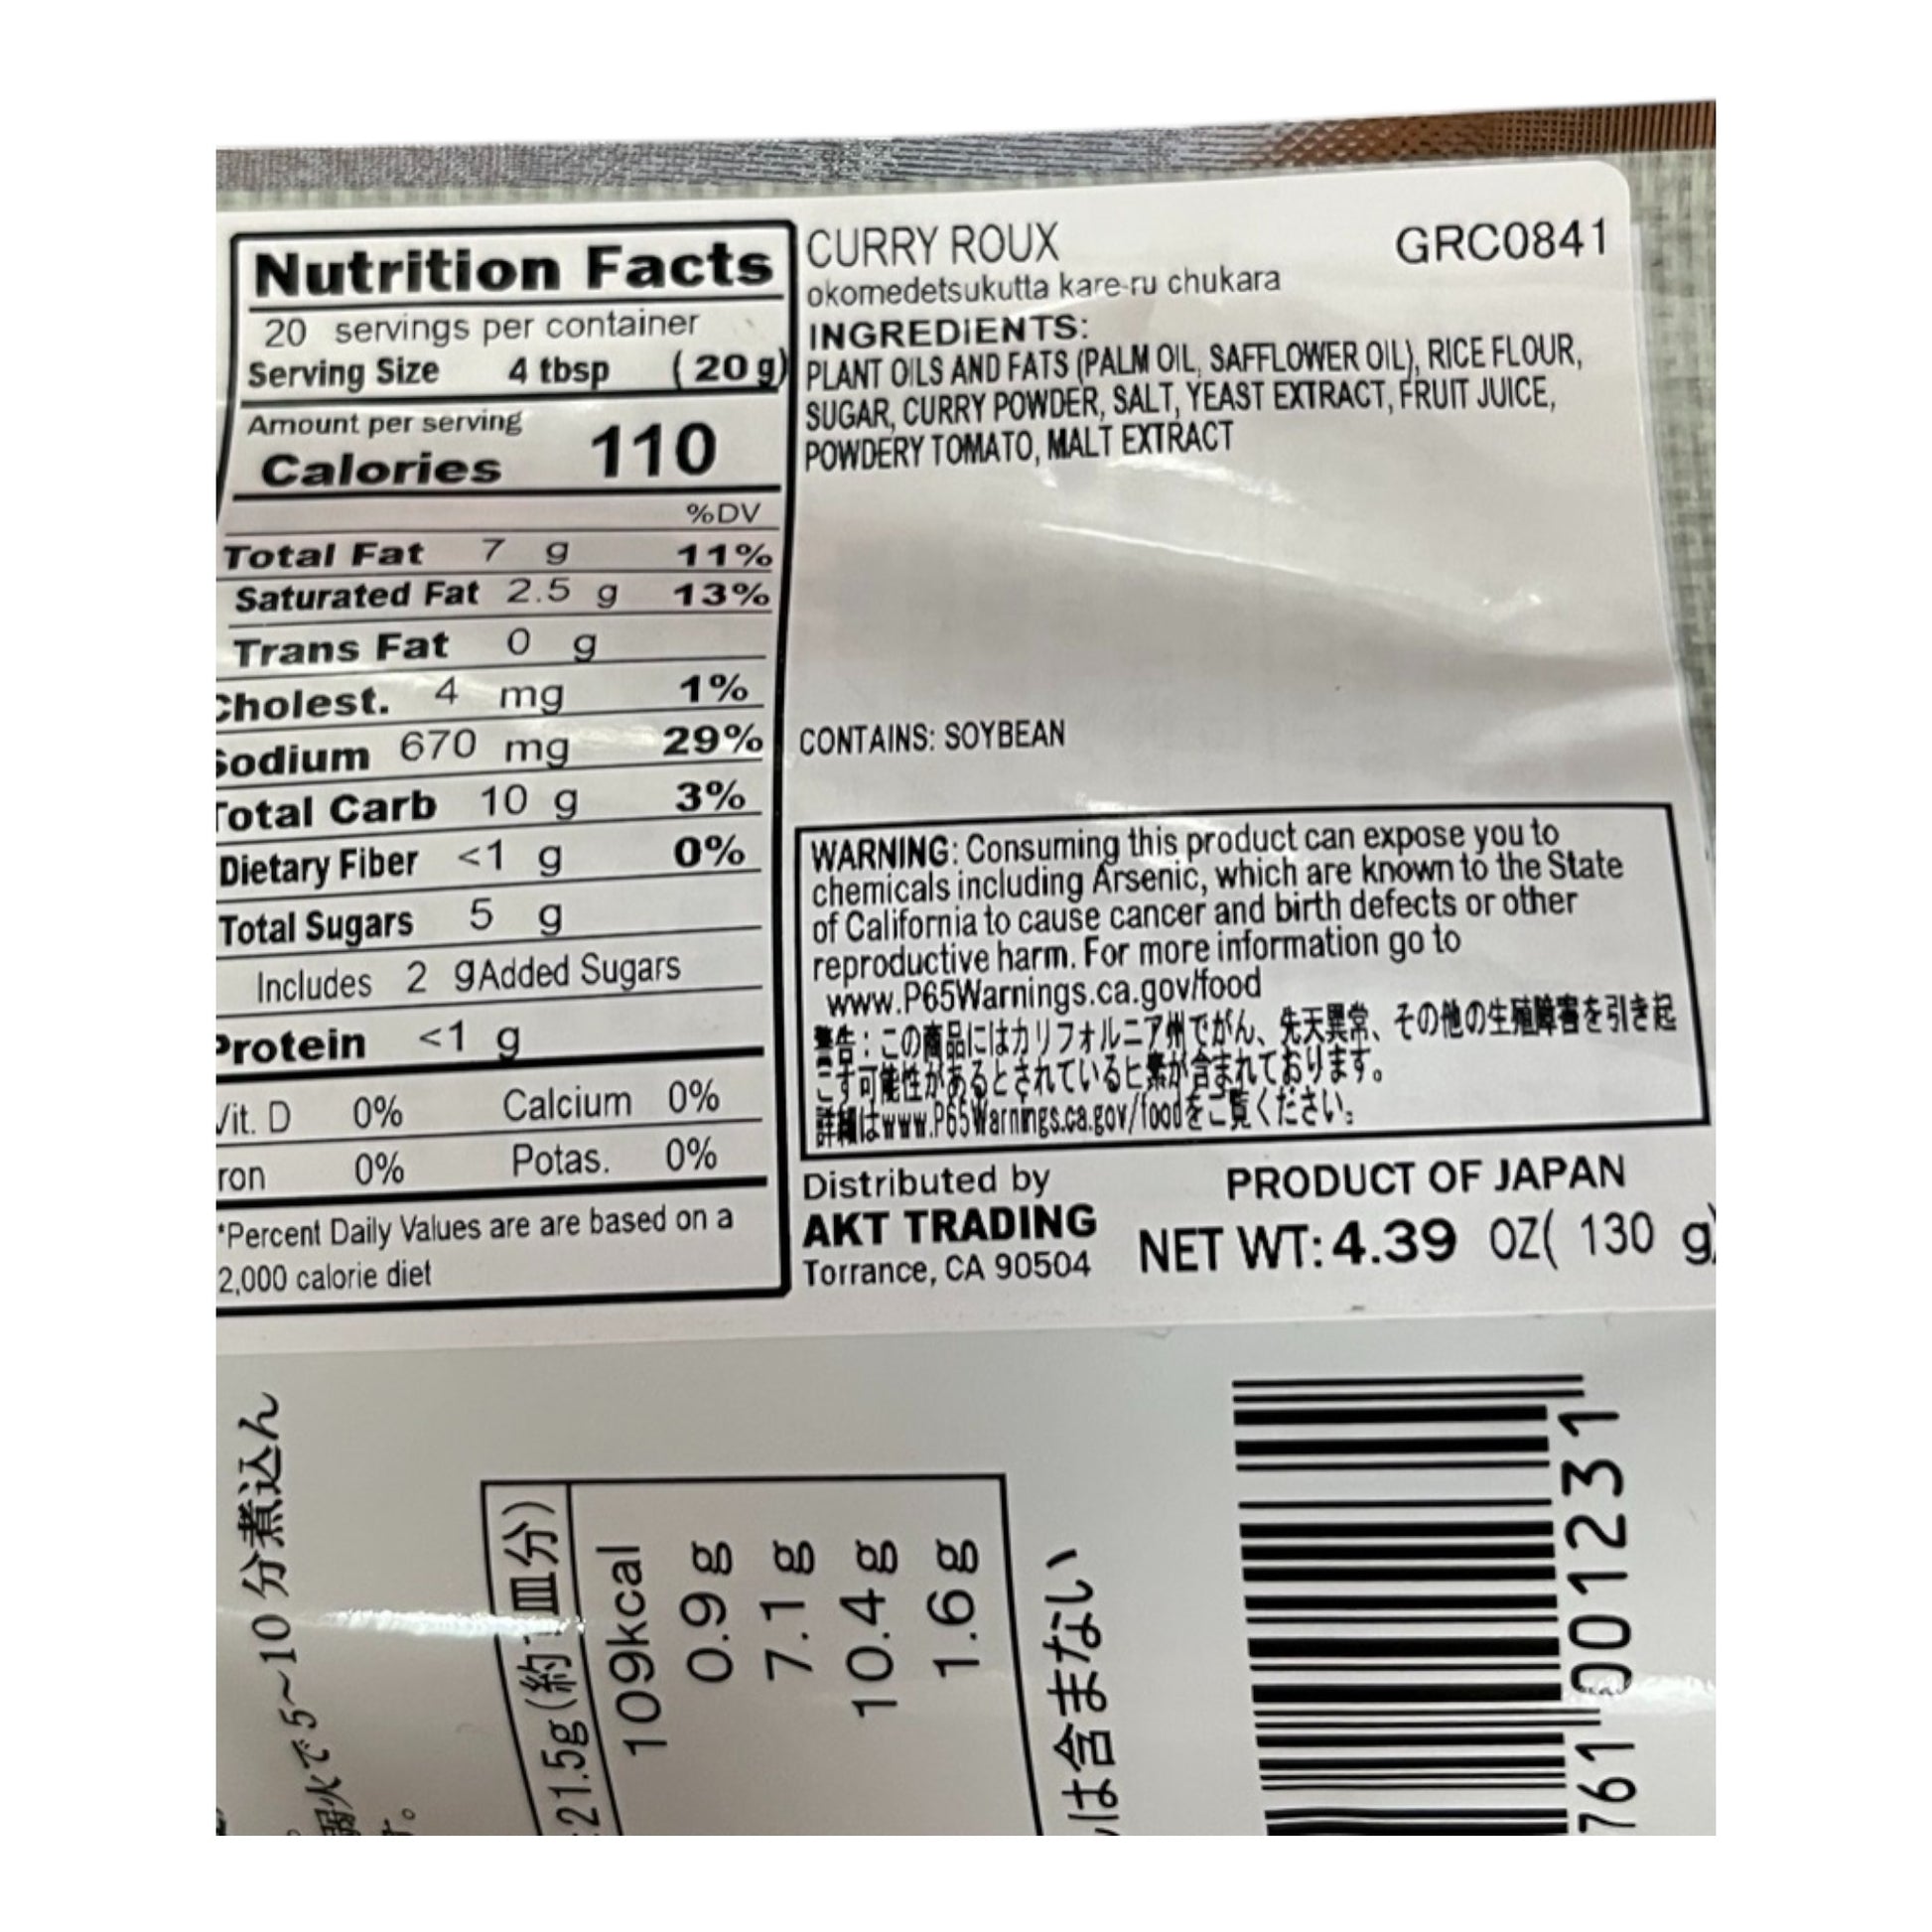 Nutrition Facts
20 servings per container
Serving Size 4 tbsp (20 g)
Amount per serving
Calories 110
%DV
Total Fat 7 g 11%
Saturated Fat 2.5 g 13%
Trans Fat 0 g
Cholest. 4 mg 1%
Sodium 670 mg 29%
Total Carb 10 g 3%
Dietary Fiber <1 g 0%
Total Sugars 5 g
Includes 2 g Added Sugars
Protein <1 g
Vit. D 0% Calcium 0%
ron 0% Potas. 0%
*Percent Daily Values are are based on a
2,000 calorie diet
CURRY ROUX GRC0841
okomedetsukutta kare-ru chukara
INGREDIENTS:
PLANT OILS AND FATS (PALM OIL, SAFFLOWER OIL), RICE FLOUR,
SUGAR, CURRY POWDER, SALT, YEAST EXTRACT, FRUIT JUICE,
POWDERY TOMATO, MALT EXTRACT
CONTAINS: SOYBEAN
WARNING: Consuming this product can expose you to
chemicals including Arsenic, which are known to the State
of California to cause cancer and birth defects or other
reproductive harm. For more information go to
www.P65Warnings.ca.gov/food
警告：この商品にはカリフォルニア州でがん、先天異常、その他の生殖障害を引き起
こす可能性があるとされているヒ素が含まれております。
詳細はwww.P65Warnings.ca.gov/foodをご覧ください。
Distributed by
AKT TRADING
Torrance, CA 90504
PRODUCT OF JAPAN
NET WT: 4.39 OZ( 130 g)
分煮込ん
弱火で5~10
す。
21.5g(約1皿分)
109kcal
0.9g
7.1g
10.4g
1.6g
は含まない
761 001231